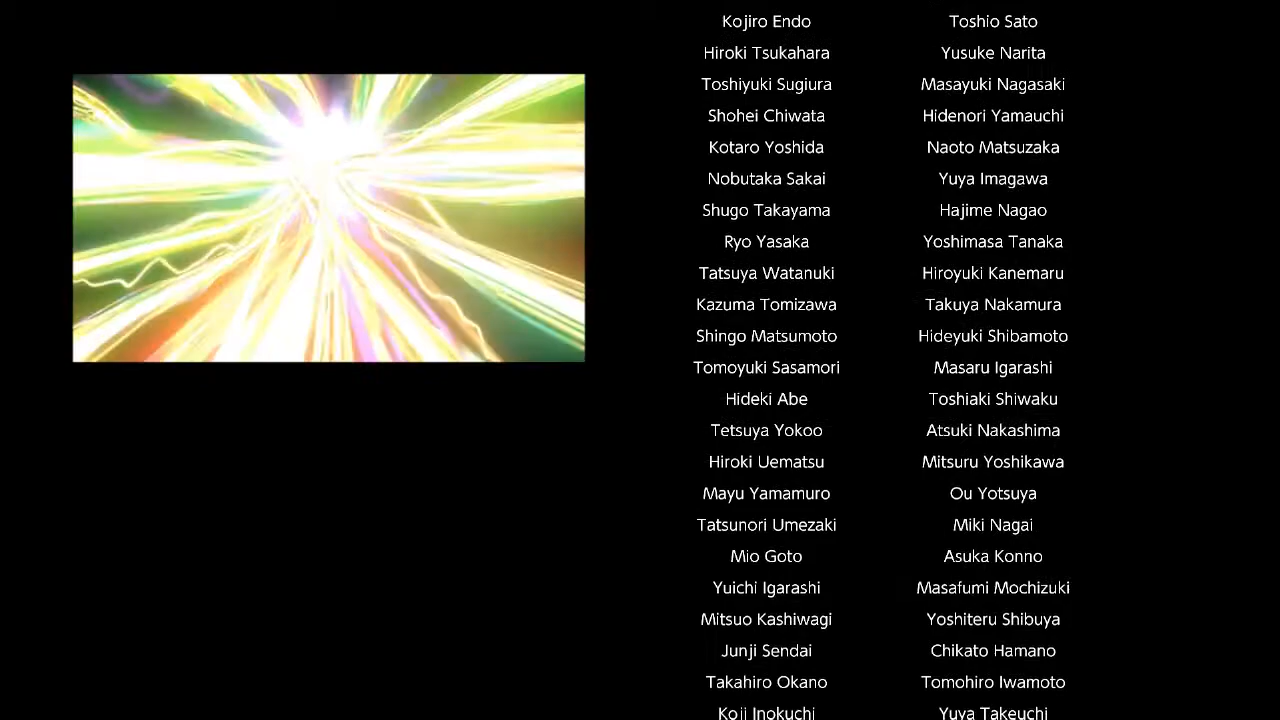 Kojiro Endo Toshio Sato
Hiroki Tsukahara Yusuke Narita
Toshiyuki Sugiura Masayuki Nagasaki
Shohei Chiwata Hidenori Yamauchi
Kotaro Yoshida Naoto Matsuzaka
Nobutaka Sakai Yuya Imagawa
Shugo Takayama Hajime Nagao
Ryo Yasaka Yoshimasa Tanaka
Tatsuya Watanuki Hiroyuki Kanemaru
Kazuma Tomizawa Takuya Nakamura
Shingo Matsumoto Hideyuki Shibamoto
Tomoyuki Sasamori Masaru Igarashi
Hideki Abe Toshiaki Shiwaku
Tetsuya Yokoo Atsuki Nakashima
Hiroki Uematsu Mitsuru Yoshikawa
Mayu Yamamuro Ou Yotsuya
Tatsunori Umezaki Miki Nagai
Mio Goto Asuka Konno
Yuichi Igarashi Masafumi Mochizuki
Mitsuo Kashiwagi Yoshiteru Shibuya
Junji Sendai Chikato Hamano
Takahiro Okano Tomohiro Iwamoto
Koji Inokuchi Yuya Takeuchi